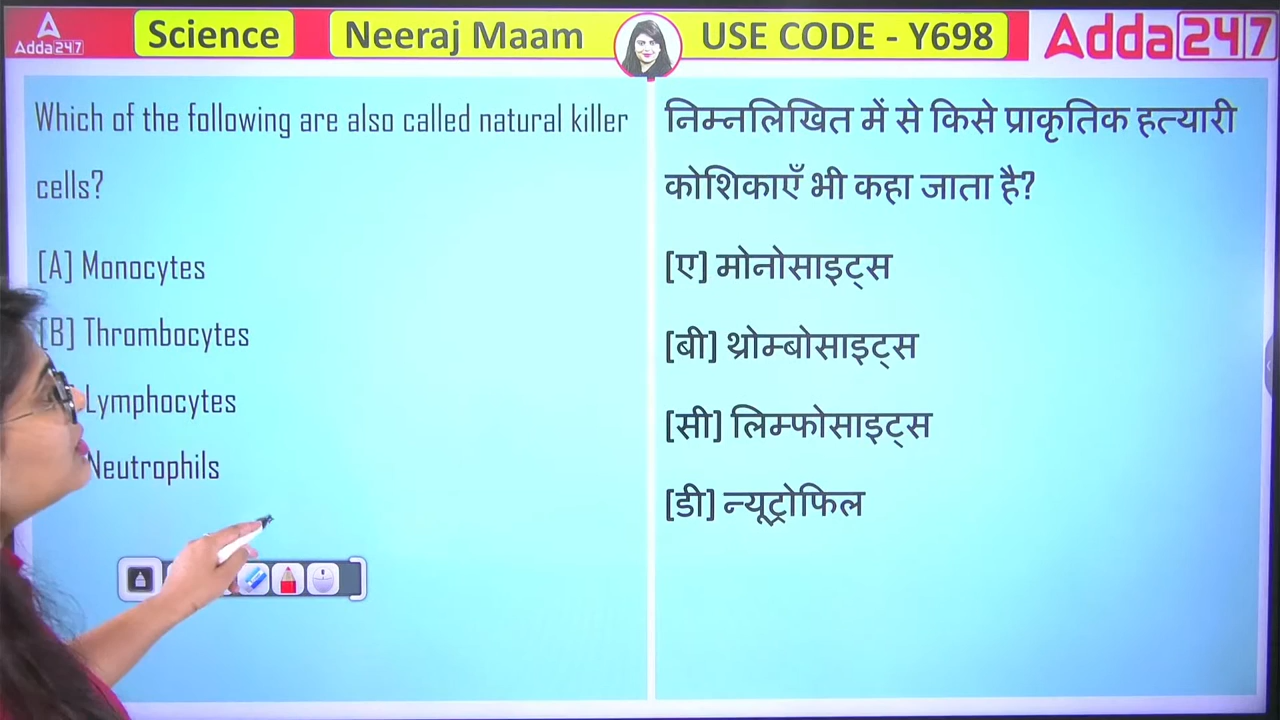 Adda247
Science
Neeraj Maam
USE CODE - Y698
Adda247
Which of the following are also called natural killer
cells?
[A] Monocytes
[B] Thrombocytes
Lymphocytes
Neutrophils
निम्नलिखित में से किसे प्राकृतिक हत्यारी
कोशिकाएँ भी कहा जाता है?
[ए] मोनोसाइट्स
[बी] थ्रोम्बोसाइट्स
[सी] लिम्फोसाइट्स
[डी] न्यूट्रोफिल